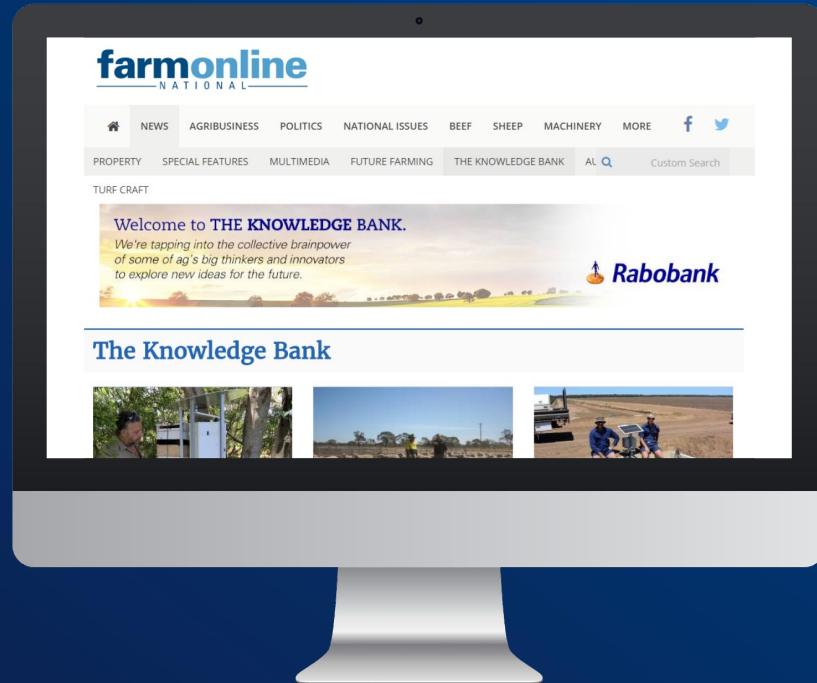 farmonline
NATIONAL
NEWS AGRIBUSINESS POLITICS NATIONAL ISSUES BEEF SHEEP MACHINERY MORE
PROPERTY SPECIAL FEATURES MULTIMEDIA FUTURE FARMING THE KNOWLEDGE BANK AU Custom Search
TURF CRAFT
Welcome to THE KNOWLEDGE BANK.
We're tapping into the collective brainpower
of some of ag's big thinkers and innovators
to explore new ideas for the future.
Rabobank
The Knowledge Bank